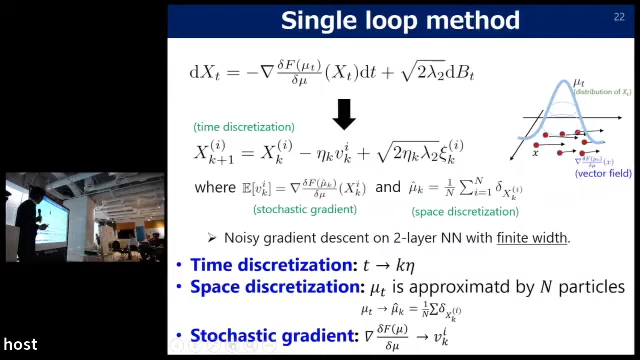 Single loop method
22
dX_t = −∇ δF(μ_t)/δμ (X_t)dt + √2λ₂ dB_t
μ_t
(distribution of X_t)
(time discretization)
X_{k+1}^{(i)} = X_k^{(i)} − η_k v_k^i + √2η_kλ₂ ξ_k^{(i)}
x
∇ δF(μ_t)/δμ (x)
(vector field)
where 𝔼[v_k^i] = ∇ δF(μ̂_k)/δμ (X_k^{(i)}) and μ̂_k = 1/N ∑_{i=1}^N δ_{X_k^{(i)}}
(stochastic gradient)
(space discretization)
➤ Noisy gradient descent on 2-layer NN with finite width.
• Time discretization: t → kη
• Space discretization: μ_t is approximatd by N particles
μ_t → μ̂_k = 1/N ∑δ_{X_k^{(i)}}
• Stochastic gradient: ∇ δF(μ)/δμ → v_k^i
host